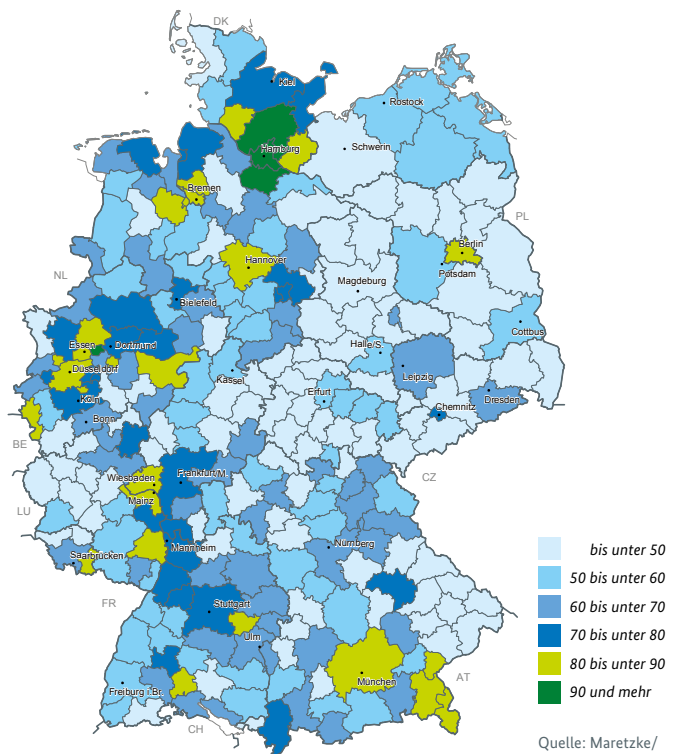 DK
Kiel
Rostock
Hamburg
Schwerin
Bremen
PL
Berlin
Hannover
NL
Potsdam
Magdeburg
Bielefeld
Cottbus
Essen
Dortmund
Halle/S.
Düsseldorf
Leipzig
Kassel
Erfurt
Dresden
Köln
Chemnitz
Bonn
BE
Wiesbaden
Frankfurt/M.
CZ
Mainz
LU
Nürnberg
Mannheim
Saarbrücken
bis unter 50
50 bis unter 60
FR
Stuttgart
60 bis unter 70
Ulm
70 bis unter 80
80 bis unter 90
AT
München
Freiburg i.Br.
90 und mehr
CH
Quelle: Maretzke/